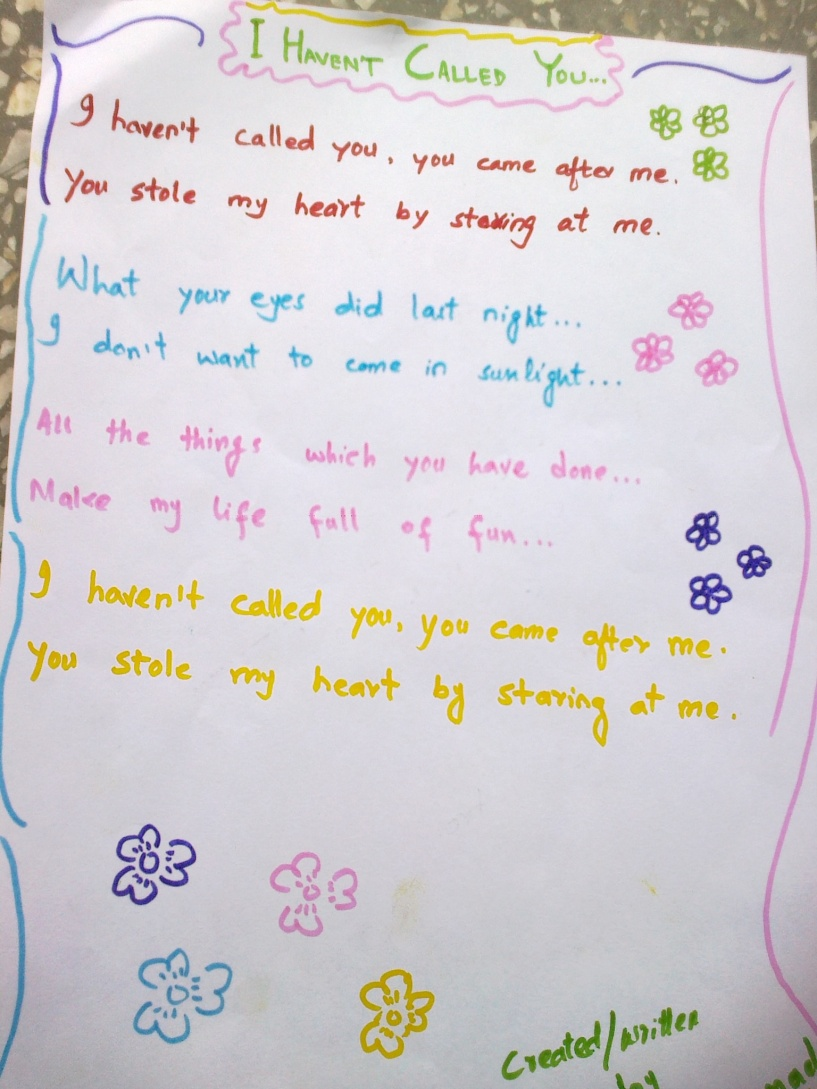 I HAVEN'T CALLED YOU...
I haven't called you, you came after me.
You stole my heart by staring at me.
What your eyes did last night...
I don't want to come in sunlight...
All the things which you have done...
Make my life full of fun...
I haven't called you, you came after me.
You stole my heart by staring at me.
Created/written